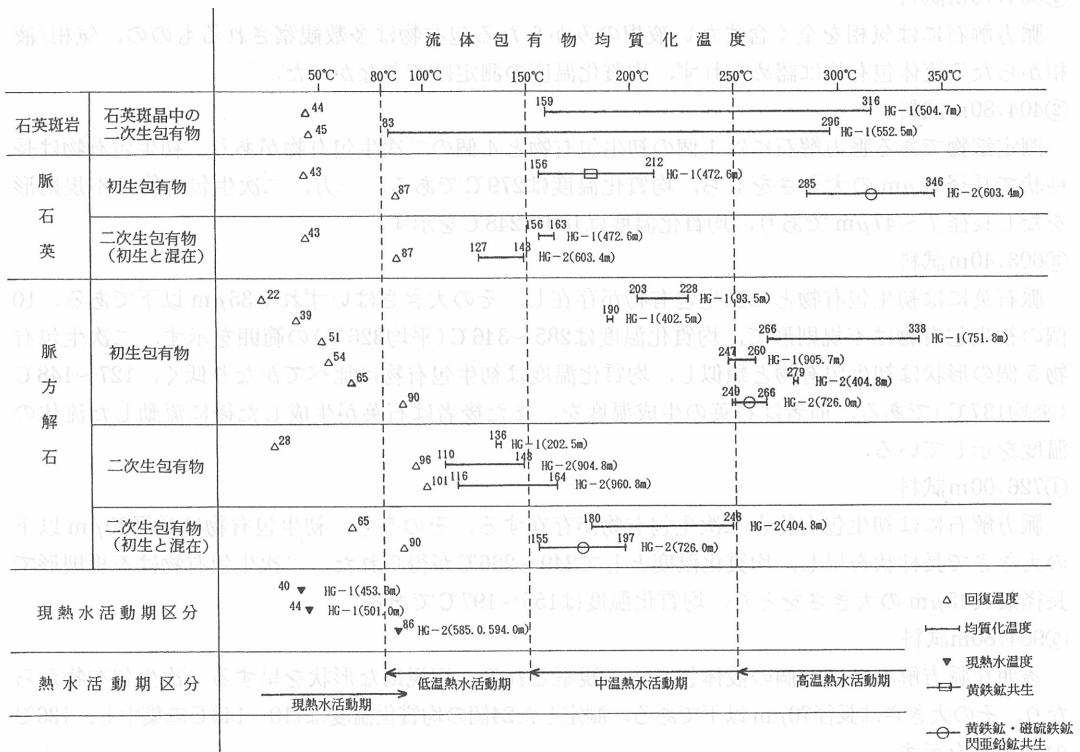 流体包有物均質化温度
50℃ 80℃ 100℃ 150℃ 200℃ 250℃ 300℃ 350℃
石英斑岩
石英斑晶中の
二次生包有物
44 159 316 HG-1(504.7m)
45 83 296 HG-1(552.5m)
脈石英
初生包有物
43 156 212 HG-1(472.6m)
87 285 346 HG-2(603.4m)
二次生包有物
(初生と混在)
43 156 163 HG-1(472.6m)
87 127 148 HG-2(603.4m)
脈方解石
初生包有物
22 203 228 HG-1(93.5m)
39 190 HG-1(402.5m)
51 266 338 HG-1(751.8m)
54 247 260 HG-1(905.7m)
65 279 HG-2(404.8m)
90 249 266 HG-2(726.0m)
二次生包有物
28 136 HG-1(202.5m)
96 110 148 HG-2(904.8m)
101 116 164 HG-2(960.8m)
二次生包有物
(初生と混在)
65 180 248 HG-2(404.8m)
90 155 197 HG-2(726.0m)
現熱水活動期区分
40 HG-1(453.8m)
44 HG-1(501.0m)
86 HG-2(585.0.594.0m)
熱水活動期区分
現熱水活動期
低温熱水活動期
中温熱水活動期
高温熱水活動期
回復温度
均質化温度
現熱水温度
黄鉄鉱共生
黄鉄鉱・磁硫鉄鉱
閃亜鉛鉱共生